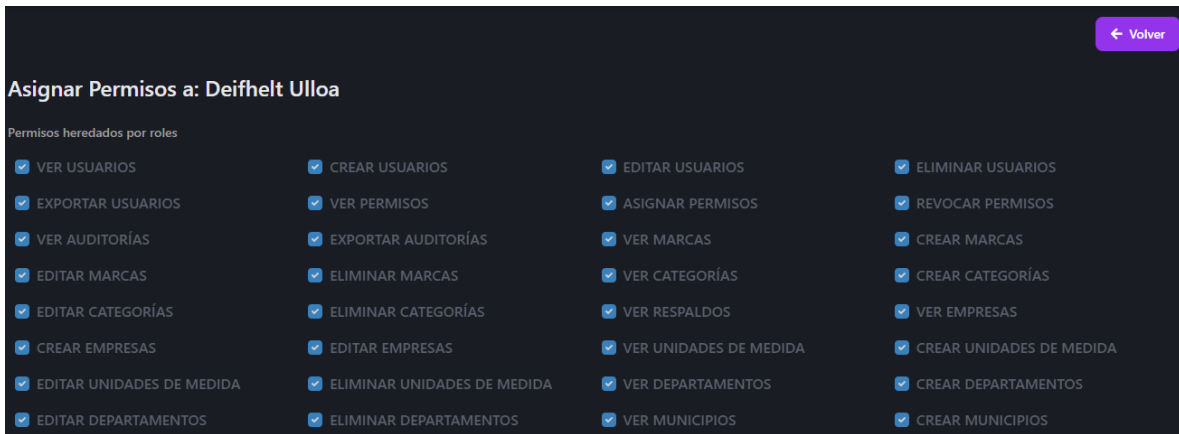 ← Volver
Asignar Permisos a: Deifhelt Ulloa
Permisos heredados por roles
VER USUARIOS CREAR USUARIOS EDITAR USUARIOS ELIMINAR USUARIOS
EXPORTAR USUARIOS VER PERMISOS ASIGNAR PERMISOS REVOCAR PERMISOS
VER AUDITORÍAS EXPORTAR AUDITORÍAS VER MARCAS CREAR MARCAS
EDITAR MARCAS ELIMINAR MARCAS VER CATEGORÍAS CREAR CATEGORÍAS
EDITAR CATEGORÍAS ELIMINAR CATEGORÍAS VER RESPALDOS VER EMPRESAS
CREAR EMPRESAS EDITAR EMPRESAS VER UNIDADES DE MEDIDA CREAR UNIDADES DE MEDIDA
EDITAR UNIDADES DE MEDIDA ELIMINAR UNIDADES DE MEDIDA VER DEPARTAMENTOS CREAR DEPARTAMENTOS
EDITAR DEPARTAMENTOS ELIMINAR DEPARTAMENTOS VER MUNICIPIOS CREAR MUNICIPIOS